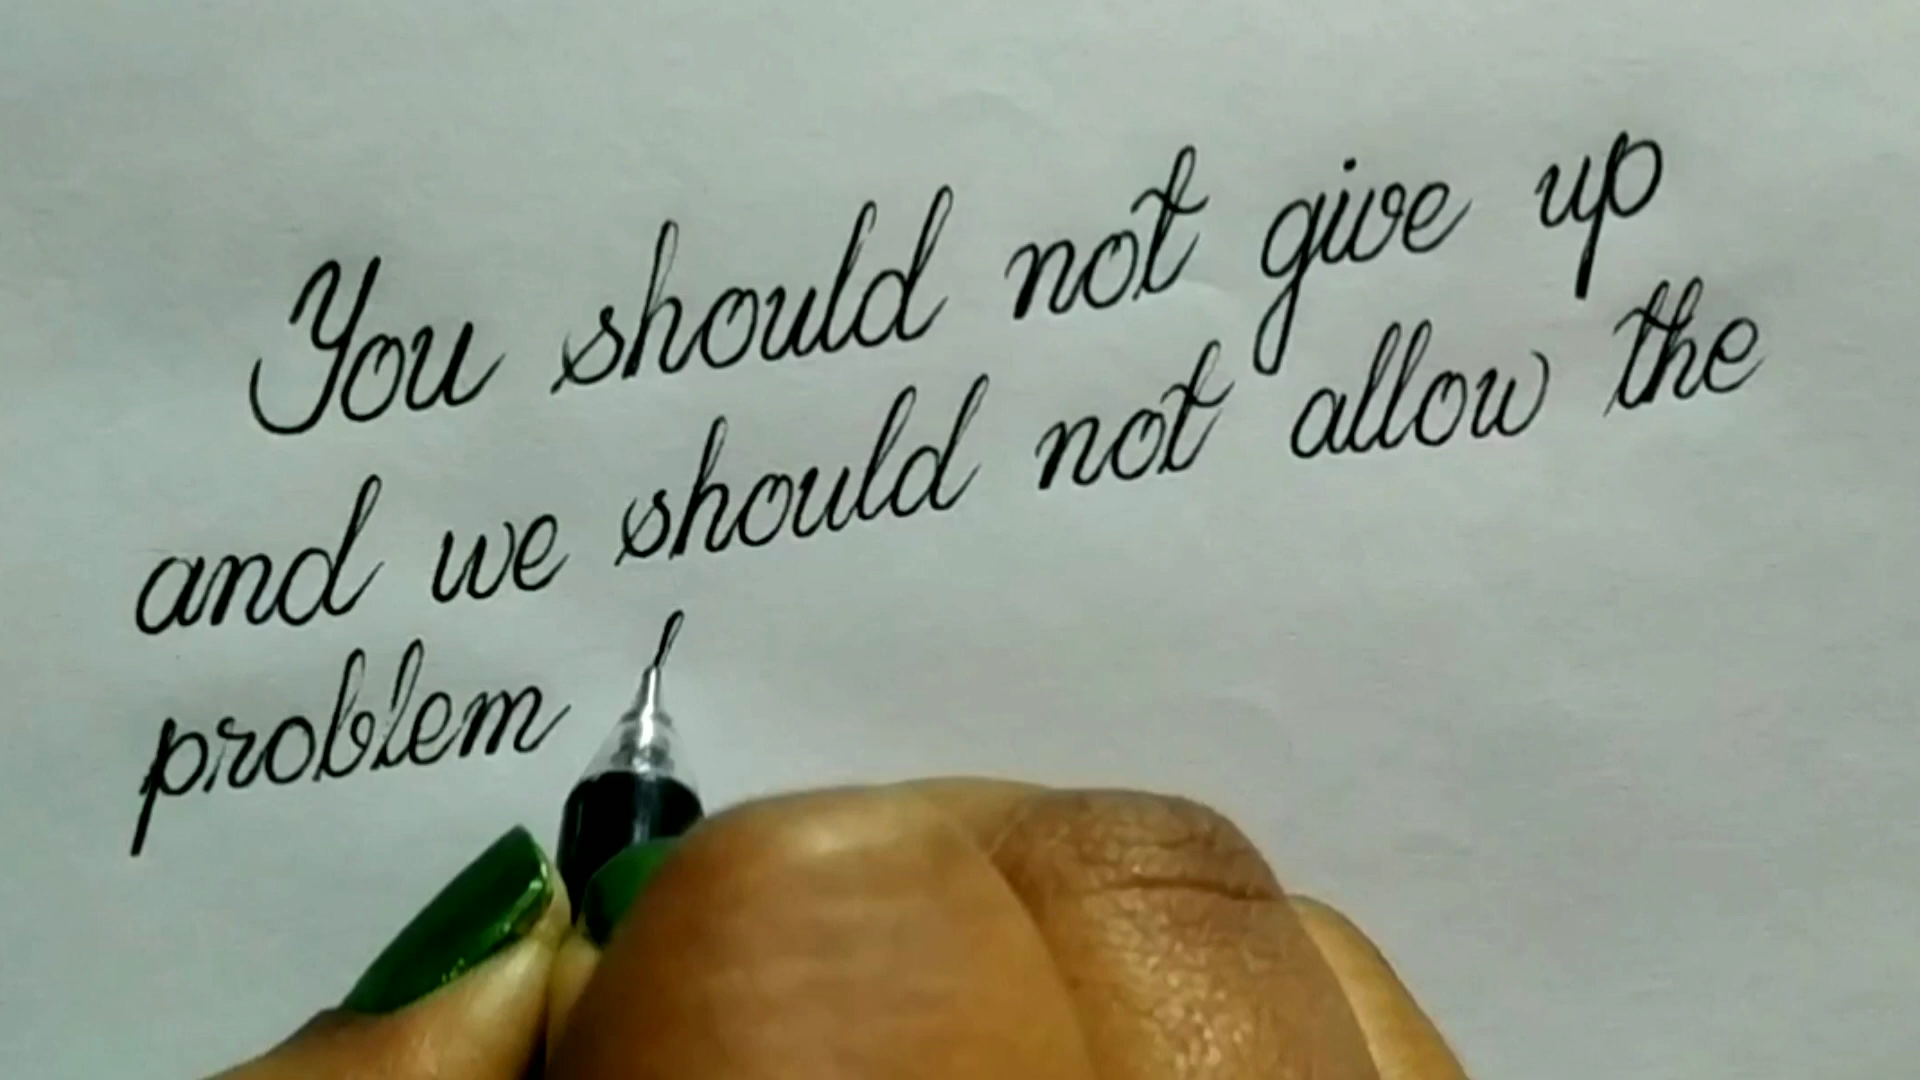 You should not give up
and we should not allow the
problem